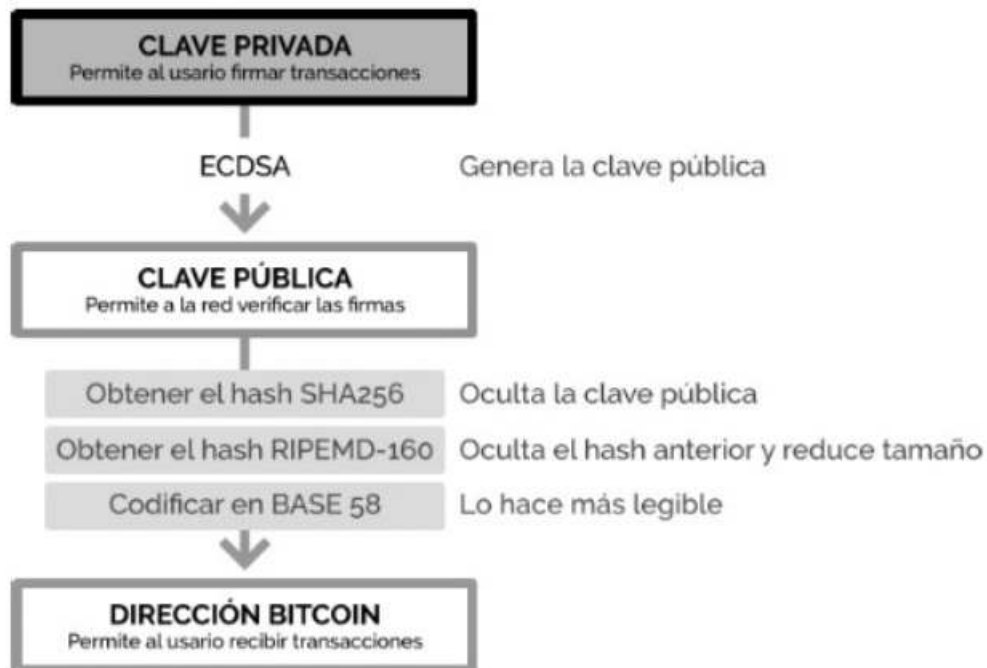 CLAVE PRIVADA
Permite al usario firmar transacciones
ECDSA Genera la clave pública
CLAVE PÚBLICA
Permite a la red verificar las firmas
Obtener el hash SHA256 Oculta la clave pública
Obtener el hash RIPEMD-160 Oculta el hash anterior y reduce tamaño
Codificar en BASE 58 Lo hace más legible
DIRECCIÓN BITCOIN
Permite al usuario recibir transacciones